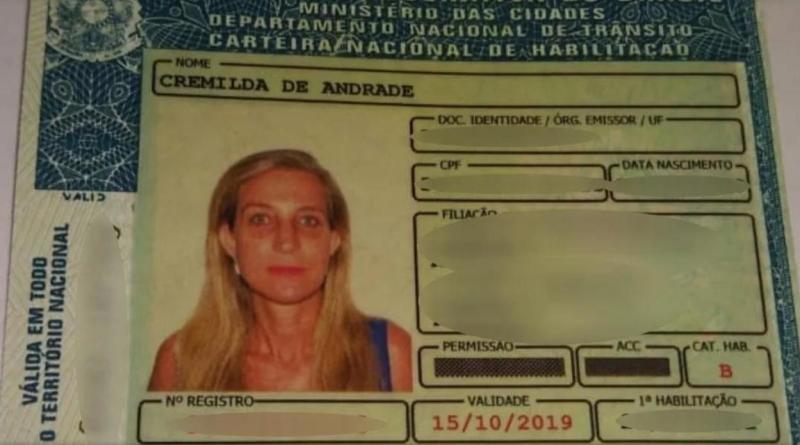 MINISTÉRIO DAS CIDADES
DEPARTAMENTO NACIONAL DE TRÂNSITO
CARTEIRA NACIONAL DE HABILITAÇÃO
NOME
CREMILDA DE ANDRADE
DOC. IDENTIDADE / ÓRG. EMISSOR / UF
CPF
DATA NASCIMENTO
FILIAÇÃO
PERMISSÃO
ACC
CAT. HAB.
B
Nº REGISTRO
VALIDADE
1ª HABILITAÇÃO
15/10/2019
VÁLIDA EM TODO
O TERRITÓRIO NACIONAL